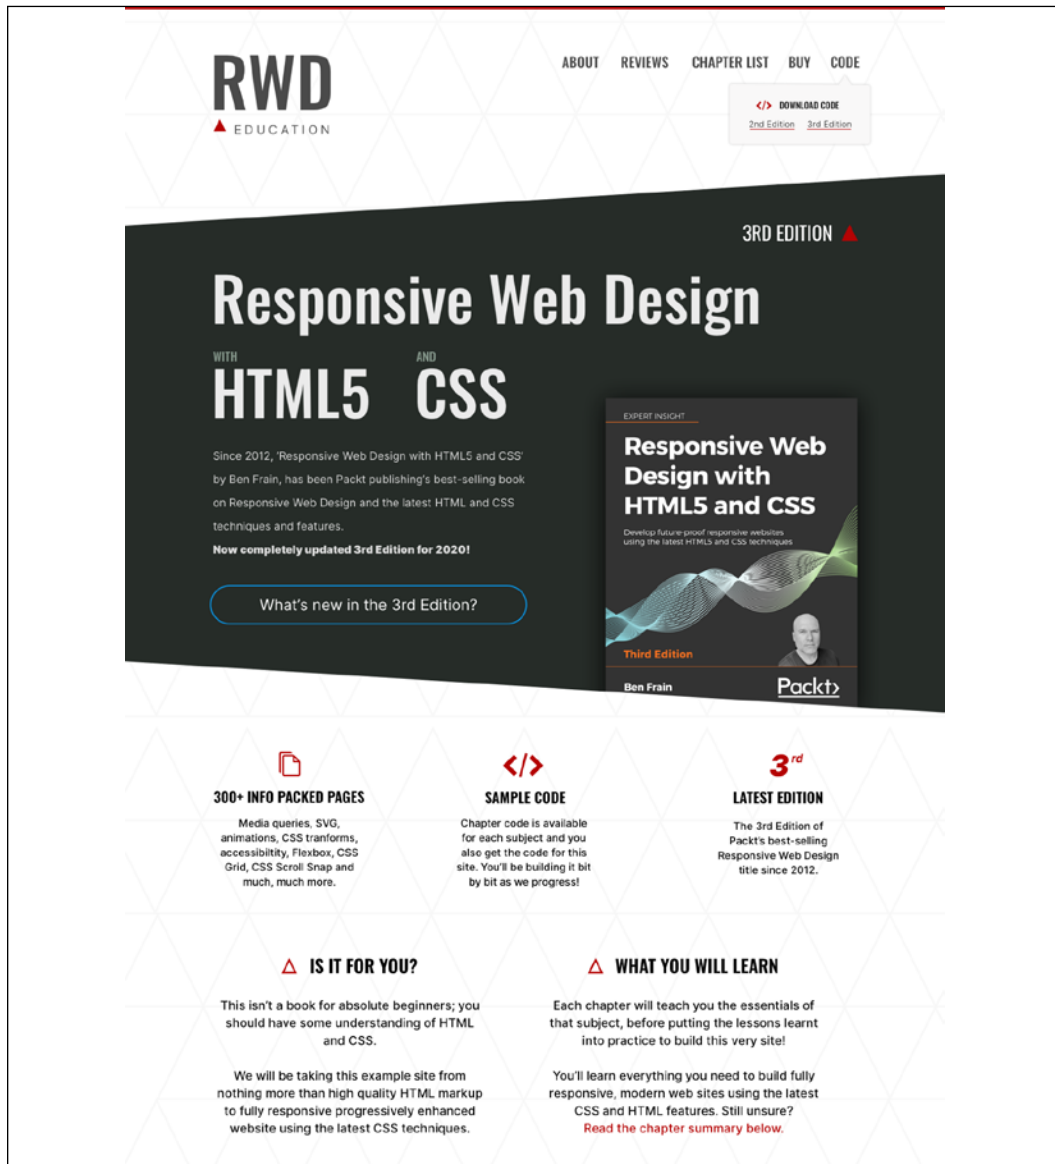 RWD
EDUCATION
ABOUT REVIEWS CHAPTER LIST BUY CODE
</> DOWNLOAD CODE
2nd Edition 3rd Edition
3RD EDITION
Responsive Web Design
WITH AND
HTML5 CSS
Since 2012, 'Responsive Web Design with HTML5 and CSS'
by Ben Frain, has been Packt publishing's best-selling book
on Responsive Web Design and the latest HTML and CSS
techniques and features.
Now completely updated 3rd Edition for 2020!
What's new in the 3rd Edition?
EXPERT INSIGHT
Responsive Web
Design with
HTML5 and CSS
Develop future-proof responsive websites
using the latest HTML5 and CSS techniques
Third Edition
Ben Frain
Packt>
300+ INFO PACKED PAGES
Media queries, SVG,
animations, CSS tranforms,
accessibiltity, Flexbox, CSS
Grid, CSS Scroll Snap and
much, much more.
</>
SAMPLE CODE
Chapter code is available
for each subject and you
also get the code for this
site. You'll be building it bit
by bit as we progress!
3rd
LATEST EDITION
The 3rd Edition of
Packt's best-selling
Responsive Web Design
title since 2012.
IS IT FOR YOU?
This isn't a book for absolute beginners; you
should have some understanding of HTML
and CSS.
We will be taking this example site from
nothing more than high quality HTML markup
to fully responsive progressively enhanced
website using the latest CSS techniques.
WHAT YOU WILL LEARN
Each chapter will teach you the essentials of
that subject, before putting the lessons learnt
into practice to build this very site!
You'll learn everything you need to build fully
responsive, modern web sites using the latest
CSS and HTML features. Still unsure?
Read the chapter summary below.